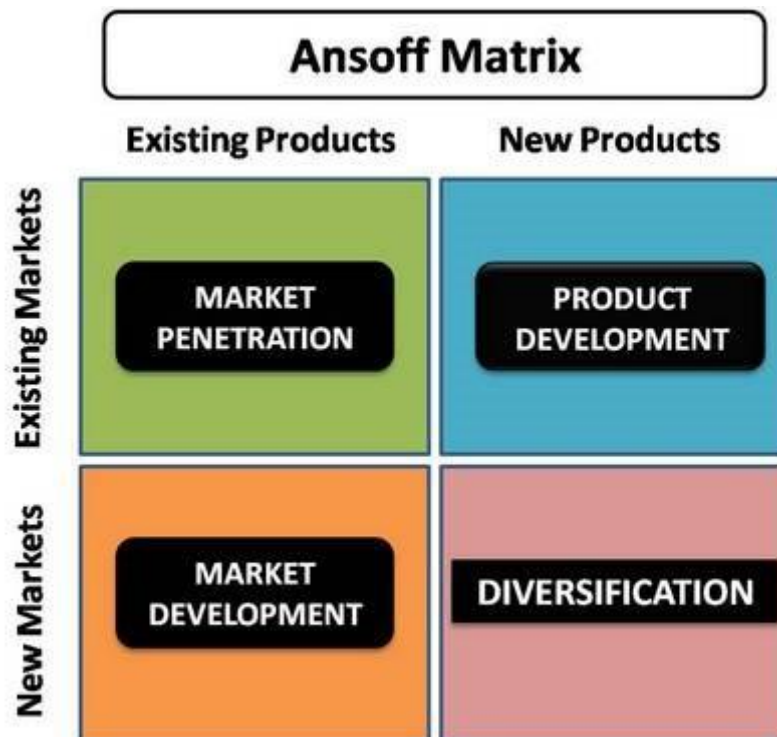 Ansoff Matrix
Existing Products
New Products
Existing Markets
MARKET
PENETRATION
PRODUCT
DEVELOPMENT
New Markets
MARKET
DEVELOPMENT
DIVERSIFICATION